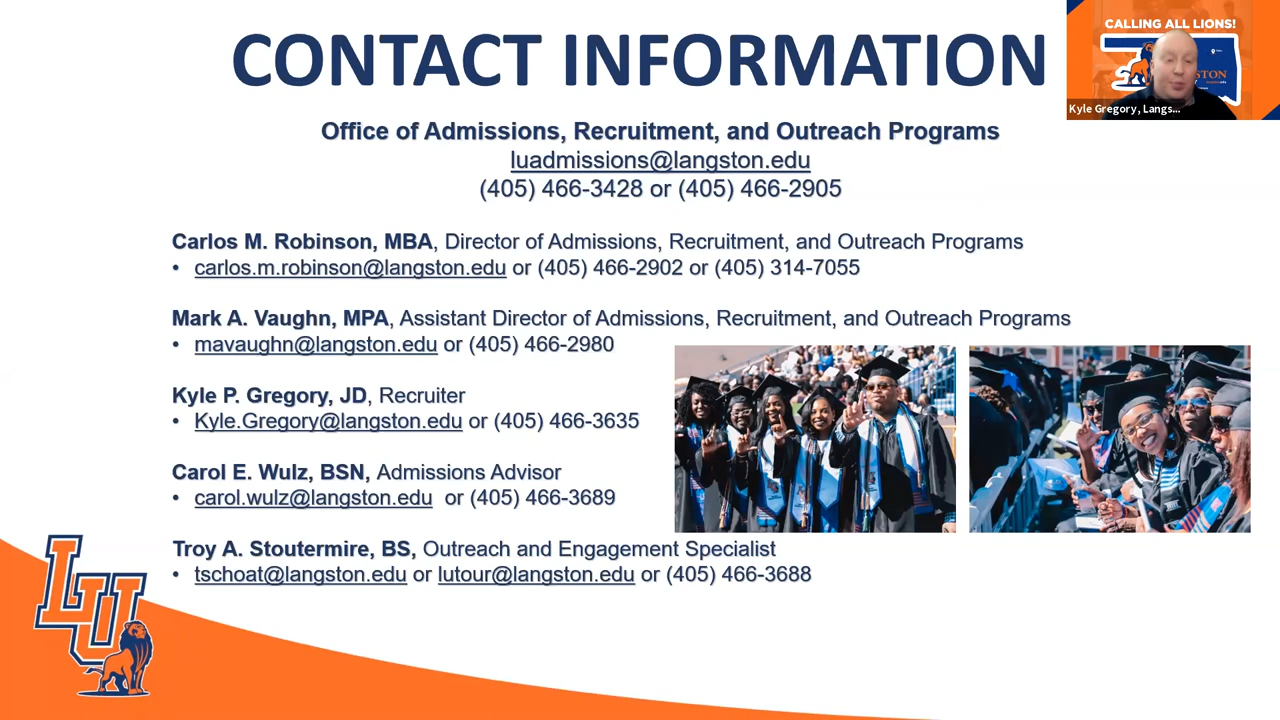 CONTACT INFORMATION
CALLING ALL LIONS!
Kyle Gregory, Langs...
Office of Admissions, Recruitment, and Outreach Programs
luadmissions@langston.edu
(405) 466-3428 or (405) 466-2905
Carlos M. Robinson, MBA, Director of Admissions, Recruitment, and Outreach Programs
• carlos.m.robinson@langston.edu or (405) 466-2902 or (405) 314-7055
Mark A. Vaughn, MPA, Assistant Director of Admissions, Recruitment, and Outreach Programs
• mavaughn@langston.edu or (405) 466-2980
Kyle P. Gregory, JD, Recruiter
• Kyle.Gregory@langston.edu or (405) 466-3635
Carol E. Wulz, BSN, Admissions Advisor
• carol.wulz@langston.edu or (405) 466-3689
Troy A. Stoutermire, BS, Outreach and Engagement Specialist
• tschoat@langston.edu or lutour@langston.edu or (405) 466-3688
LU